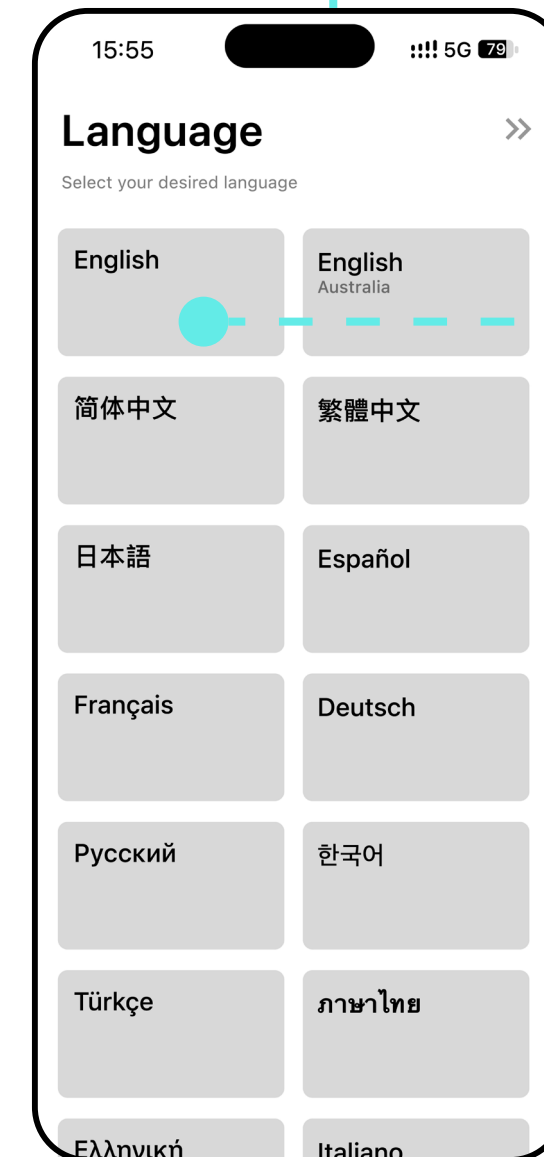 15:55
5G 79
Language
Select your desired language
English
English
Australia
简体中文
繁體中文
日本語
Español
Français
Deutsch
Русский
한국어
Türkçe
ภาษาไทย
Ελληνική
Italiano